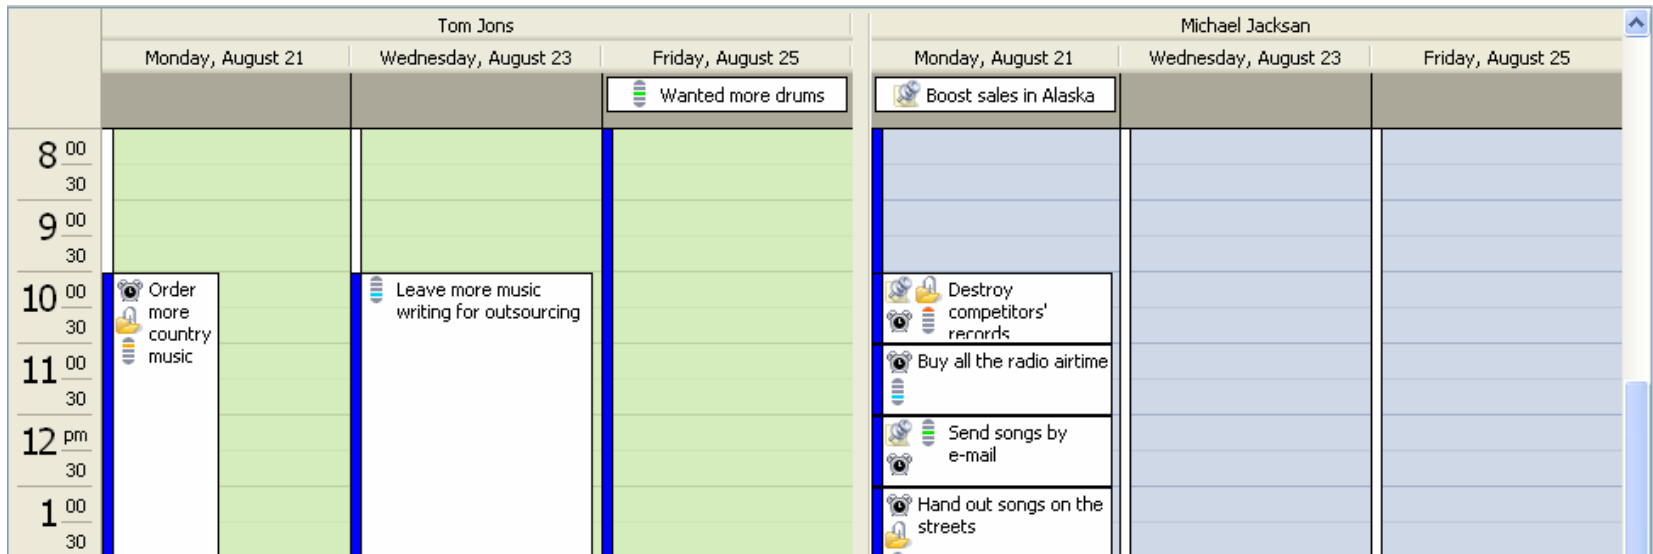 Tom Jons
Michael Jacksan
Monday, August 21
Wednesday, August 23
Friday, August 25
Monday, August 21
Wednesday, August 23
Friday, August 25
Wanted more drums
Boost sales in Alaska
8 00
30
9 00
30
10 00
30
11 00
30
12 pm
30
1 00
30
Order
more
country
music
Leave more music
writing for outsourcing
Destroy
competitors'
records
Buy all the radio airtime
Send songs by
e-mail
Hand out songs on the
streets